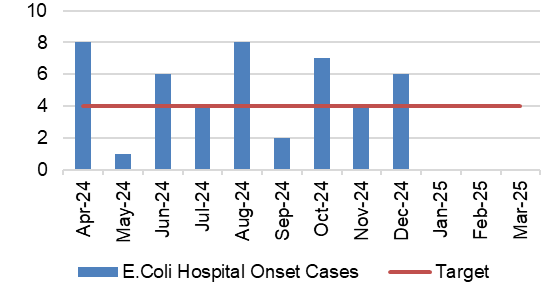 10
8
6
4
2
0
Apr-24
May-24
Jun-24
Jul-24
Aug-24
Sep-24
Oct-24
Nov-24
Dec-24
Jan-25
Feb-25
Mar-25
E.Coli Hospital Onset Cases
Target